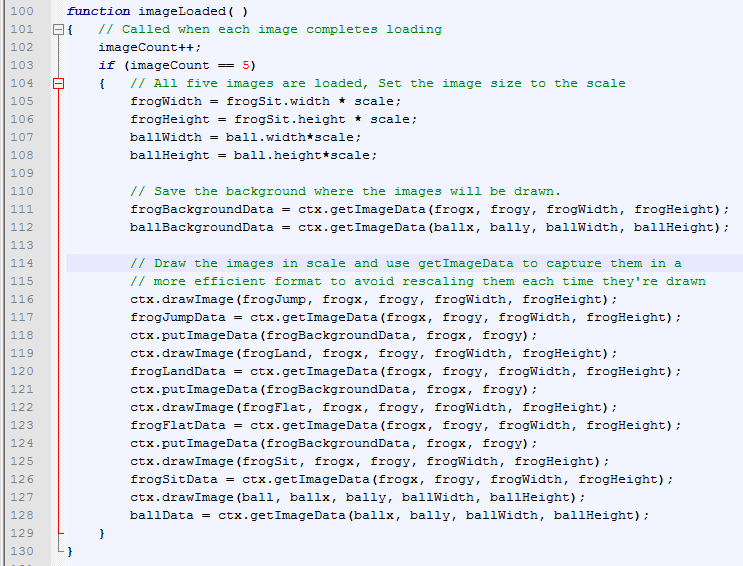 100 function imageLoaded( )
101 {   // Called when each image completes loading
102     imageCount++;
103     if (imageCount == 5)
104     {   // All five images are loaded, Set the image size to the scale
105         frogWidth = frogSit.width * scale;
106         frogHeight = frogSit.height * scale;
107         ballWidth = ball.width*scale;
108         ballHeight = ball.height*scale;
109
110         // Save the background where the images will be drawn.
111         frogBackgroundData = ctx.getImageData(frogx, frogy, frogWidth, frogHeight);
112         ballBackgroundData = ctx.getImageData(ballx, bally, ballWidth, ballHeight);
113
114         // Draw the images in scale and use getImageData to capture them in a
115         // more efficient format to avoid rescaling them each time they're drawn
116         ctx.drawImage(frogJump, frogx, frogy, frogWidth, frogHeight);
117         frogJumpData = ctx.getImageData(frogx, frogy, frogWidth, frogHeight);
118         ctx.putImageData(frogBackgroundData, frogx, frogy);
119         ctx.drawImage(frogLand, frogx, frogy, frogWidth, frogHeight);
120         frogLandData = ctx.getImageData(frogx, frogy, frogWidth, frogHeight);
121         ctx.putImageData(frogBackgroundData, frogx, frogy);
122         ctx.drawImage(frogFlat, frogx, frogy, frogWidth, frogHeight);
123         frogFlatData = ctx.getImageData(frogx, frogy, frogWidth, frogHeight);
124         ctx.putImageData(frogBackgroundData, frogx, frogy);
125         ctx.drawImage(frogSit, frogx, frogy, frogWidth, frogHeight);
126         frogSitData = ctx.getImageData(frogx, frogy, frogWidth, frogHeight);
127         ctx.drawImage(ball, ballx, bally, ballWidth, ballHeight);
128         ballData = ctx.getImageData(ballx, bally, ballWidth, ballHeight);
129     }
130 }